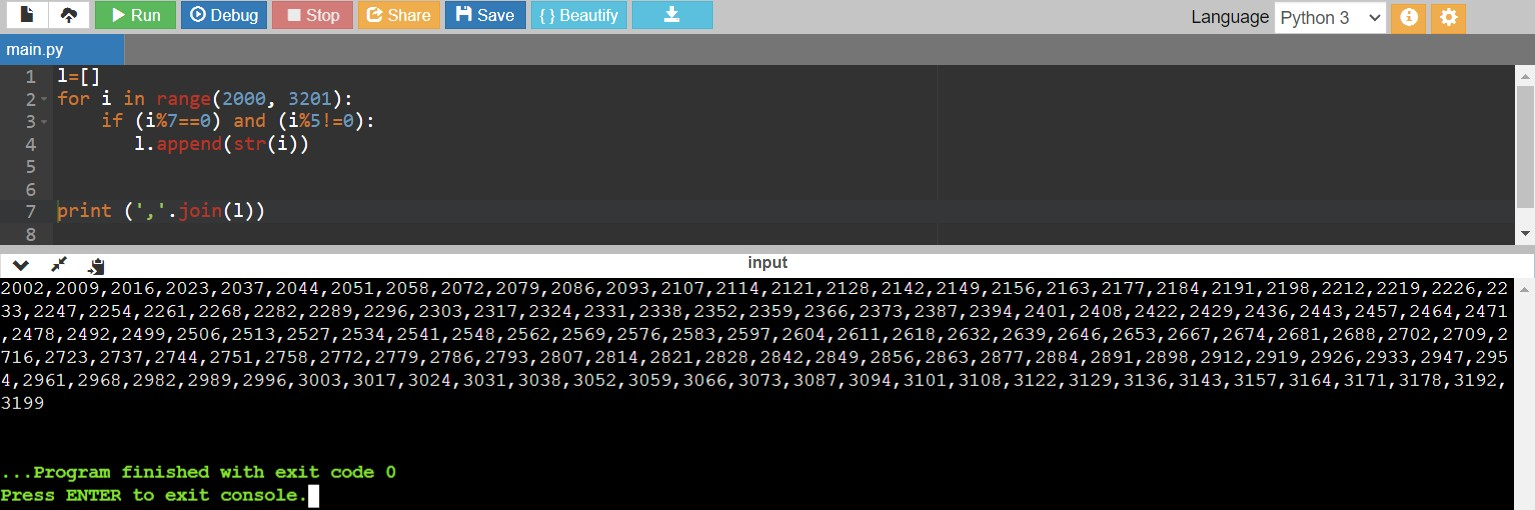 Run Debug Stop Share Save { } Beautify Language Python 3
main.py
1 l=[]
2 for i in range(2000, 3201):
3     if (i%7==0) and (i%5!=0):
4        l.append(str(i))
5
6
7 print (','.join(l))
8
input
2002,2009,2016,2023,2037,2044,2051,2058,2072,2079,2086,2093,2107,2114,2121,2128,2142,2149,2156,2163,2177,2184,2191,2198,2212,2219,2226,22
33,2247,2254,2261,2268,2282,2289,2296,2303,2317,2324,2331,2338,2352,2359,2366,2373,2387,2394,2401,2408,2422,2429,2436,2443,2457,2464,2471
,2478,2492,2499,2506,2513,2527,2534,2541,2548,2562,2569,2576,2583,2597,2604,2611,2618,2632,2639,2646,2653,2667,2674,2681,2688,2702,2709,2
716,2723,2737,2744,2751,2758,2772,2779,2786,2793,2807,2814,2821,2828,2842,2849,2856,2863,2877,2884,2891,2898,2912,2919,2926,2933,2947,295
4,2961,2968,2982,2989,2996,3003,3017,3024,3031,3038,3052,3059,3066,3073,3087,3094,3101,3108,3122,3129,3136,3143,3157,3164,3171,3178,3192,
3199
...Program finished with exit code 0
Press ENTER to exit console.